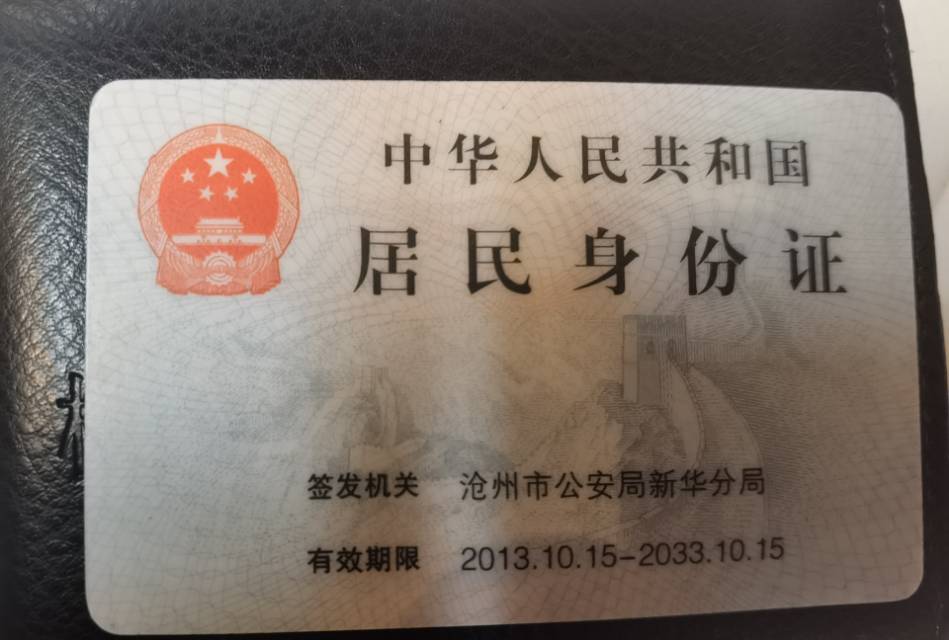 中华人民共和国
居民身份证
签发机关 沧州市公安局新华分局
有效期限 2013.10.15-2033.10.15